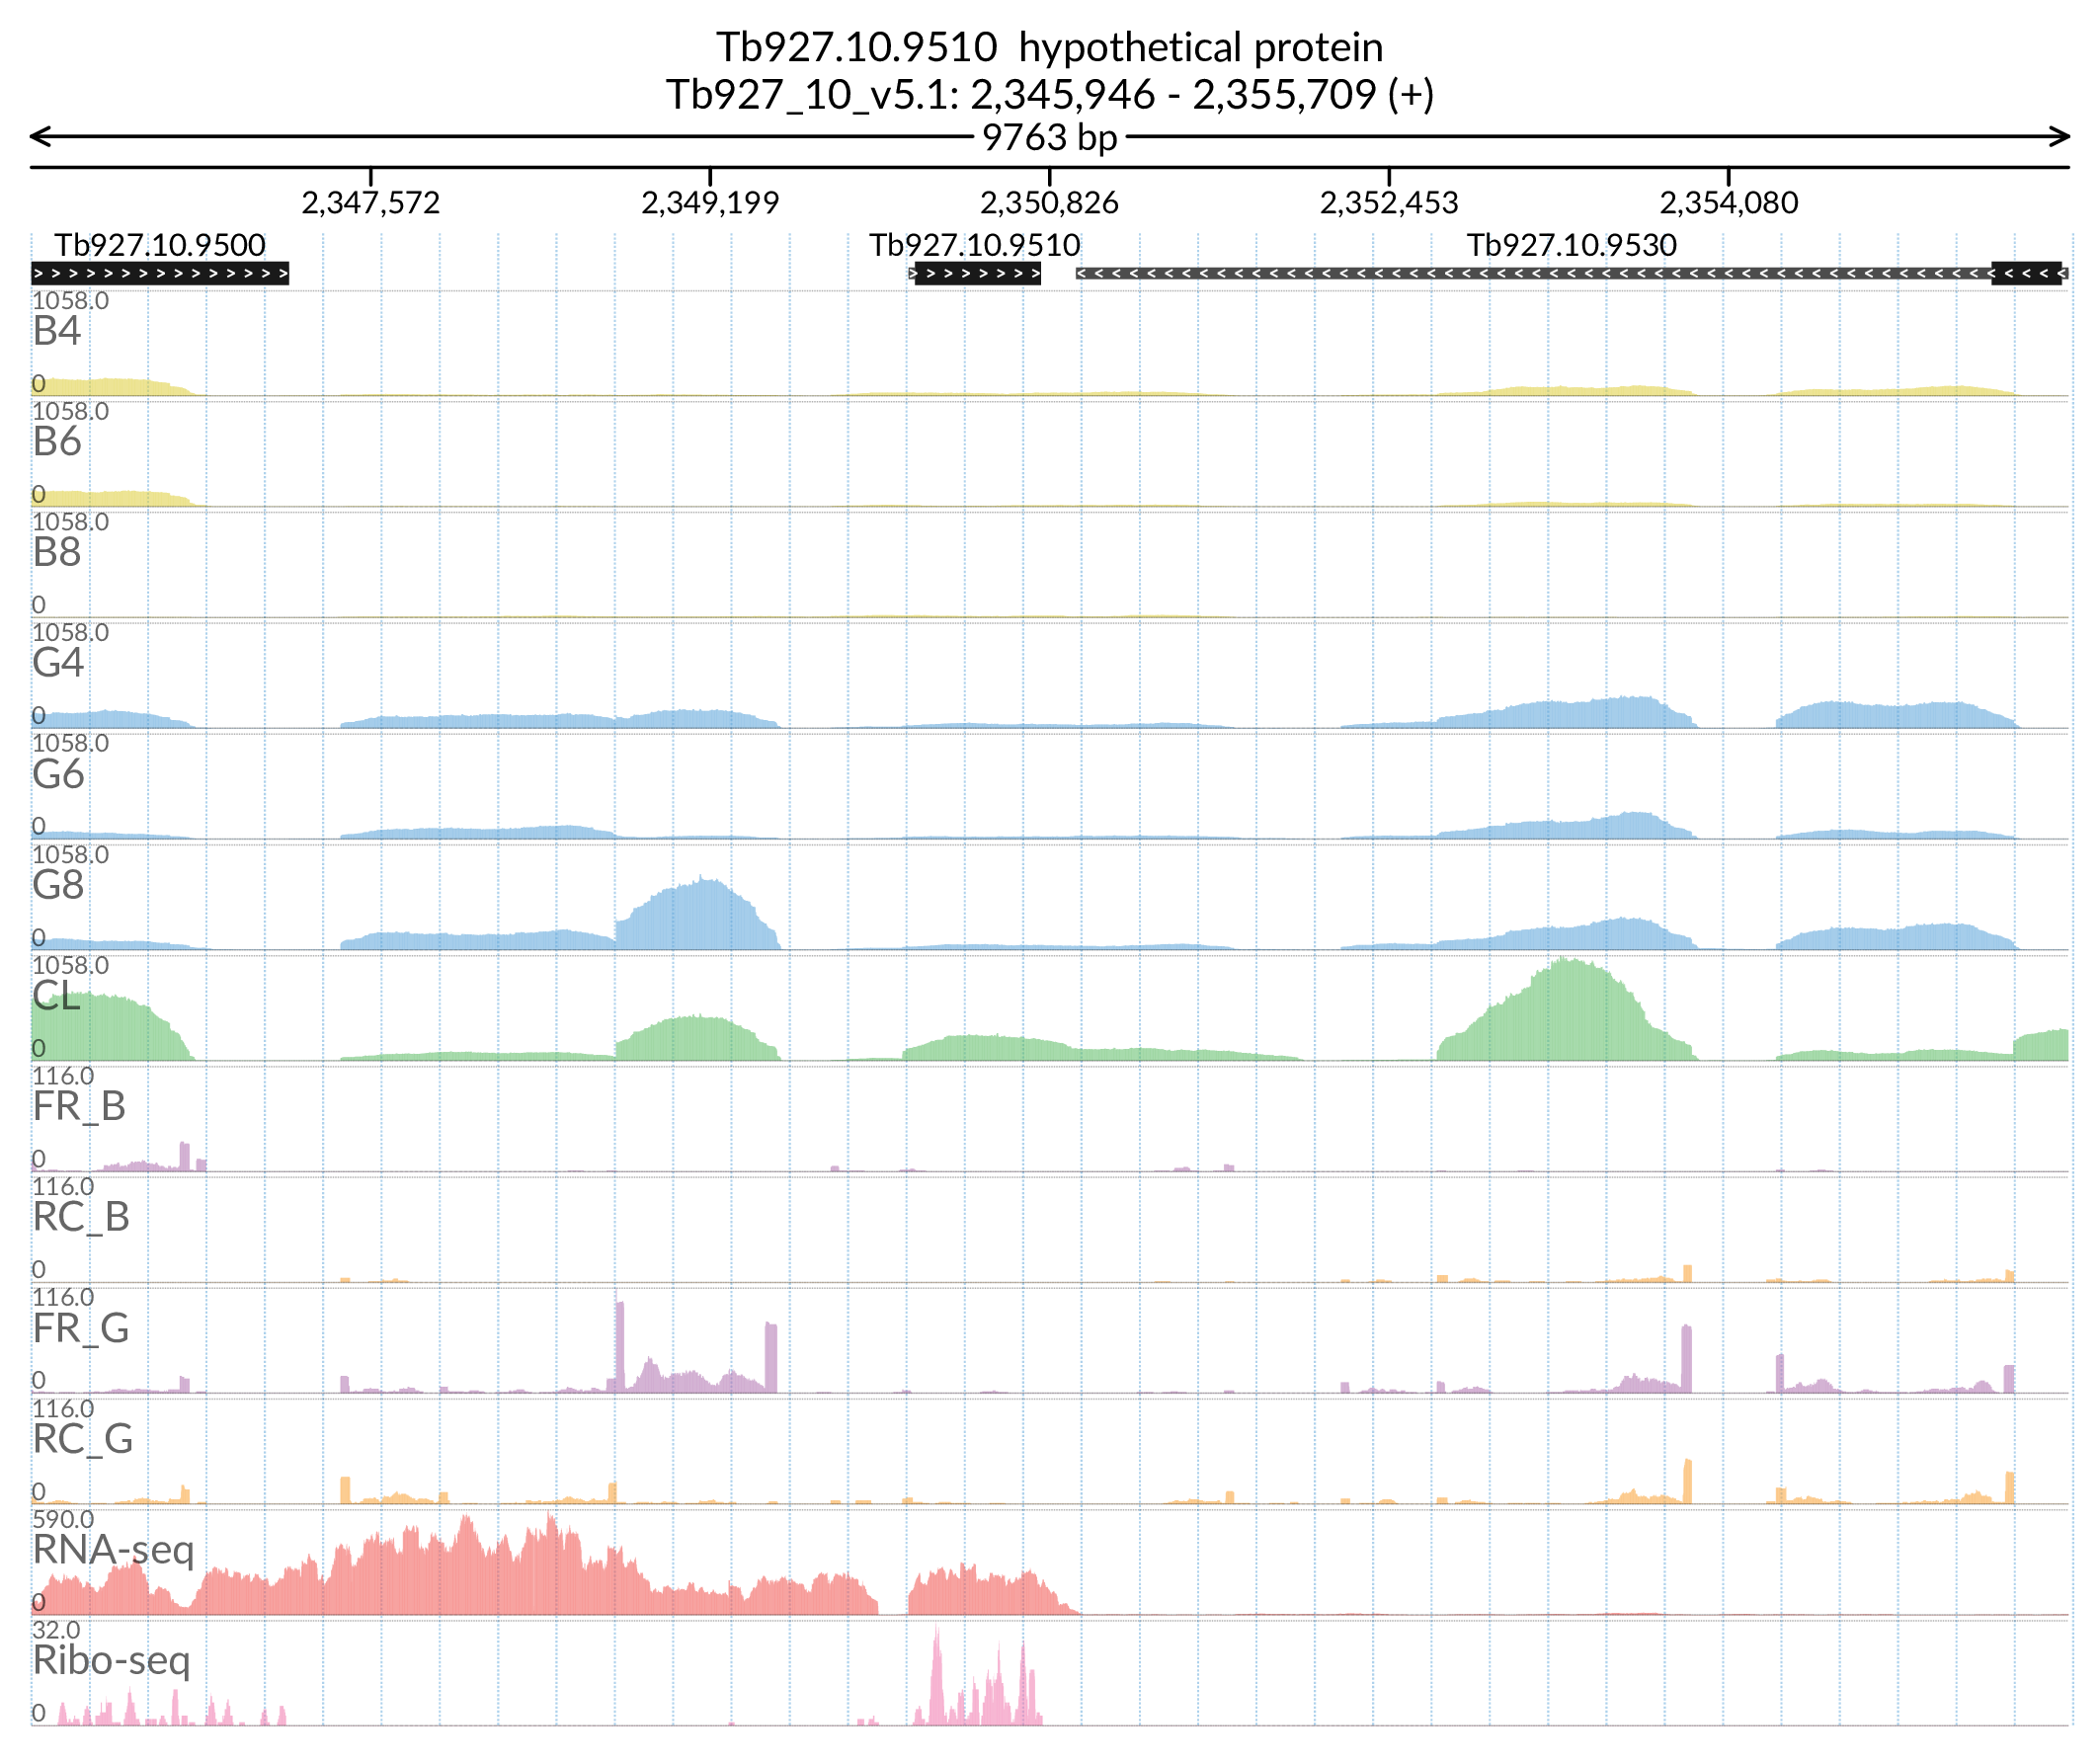 Tb927.10.9510 hypothetical protein
Tb927_10_v5.1: 2,345,946 - 2,355,709 (+)
9763 bp
2,347,572 2,349,199 2,350,826 2,352,453 2,354,080
Tb927.10.9500 Tb927.10.9510 Tb927.10.9530
1058.0
B4
0
1058.0
B6
0
1058.0
B8
0
1058.0
G4
0
1058.0
G6
0
1058.0
G8
0
1058.0
CL
0
116.0
FR_B
0
116.0
RC_B
0
116.0
FR_G
0
116.0
RC_G
0
590.0
RNA-seq
0
32.0
Ribo-seq
0